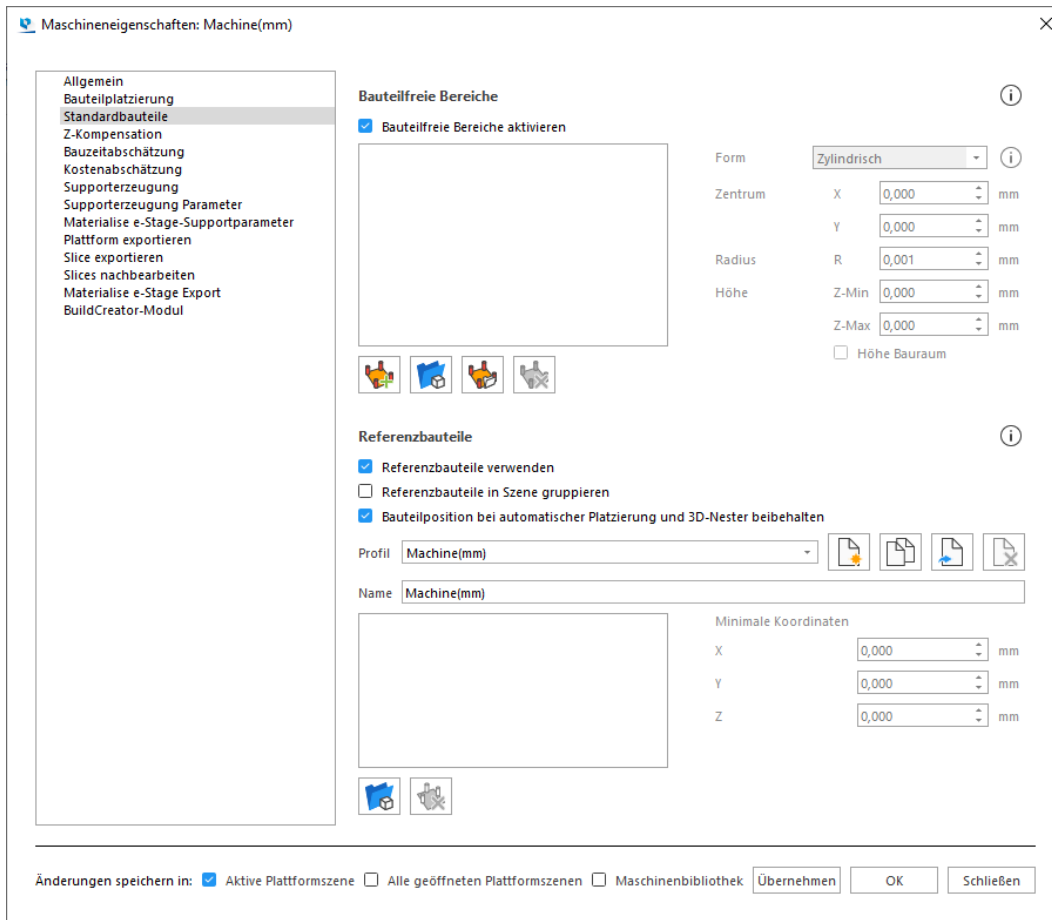 Maschineneigenschaften: Machine(mm)
Allgemein
Bauteilplatzierung
Standardbauteile
Z-Kompensation
Bauzeitabschätzung
Kostenabschätzung
Supporterzeugung
Supporterzeugung Parameter
Materialise e-Stage-Supportparameter
Plattform exportieren
Slice exportieren
Slices nachbearbeiten
Materialise e-Stage Export
BuildCreator-Modul
Bauteilfreie Bereiche
Bauteilfreie Bereiche aktivieren
Form Zylindrisch
Zentrum X 0,000 mm
Y 0,000 mm
Radius R 0,001 mm
Höhe Z-Min 0,000 mm
Z-Max 0,000 mm
Höhe Bauraum
Referenzbauteile
Referenzbauteile verwenden
Referenzbauteile in Szene gruppieren
Bauteilposition bei automatischer Platzierung und 3D-Nester beibehalten
Profil Machine(mm)
Name Machine(mm)
Minimale Koordinaten
X 0,000 mm
Y 0,000 mm
Z 0,000 mm
Änderungen speichern in: Aktive Plattformszene Alle geöffneten Plattformszenen Maschinenbibliothek Übernehmen OK Schließen